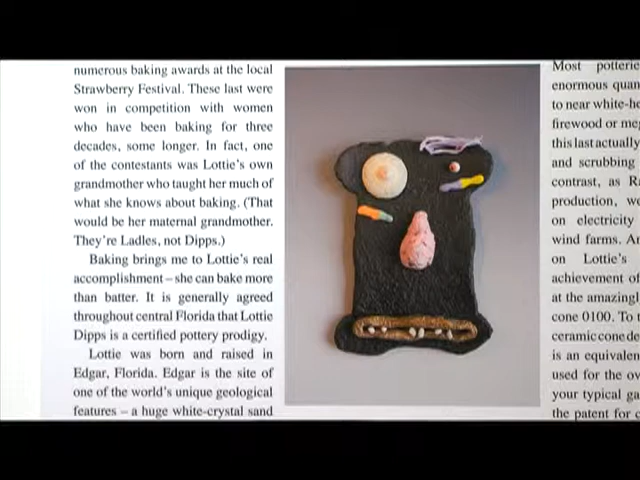 numerous baking awards at the local
Strawberry Festival. These last were
won in competition with women
who have been baking for three
decades, some longer. In fact, one
of the contestants was Lottie's own
grandmother who taught her much of
what she knows about baking. (That
would be her maternal grandmother.
They're Ladles, not Dipps.)
Baking brings me to Lottie's real
accomplishment – she can bake more
than batter. It is generally agreed
throughout central Florida that Lottie
Dipps is a certified pottery prodigy.
Lottie was born and raised in
Edgar, Florida. Edgar is the site of
one of the world's unique geological
features – a huge white-crystal sand
Most
enormous
to near
firewood or
this last actually
and scrubbing
contrast, as
production,
on electricity
wind farms.
on Lottie's
achievement of
at the amazingly
cone 0100. To
ceramic cone
is an
used for the
your typical
the patent for